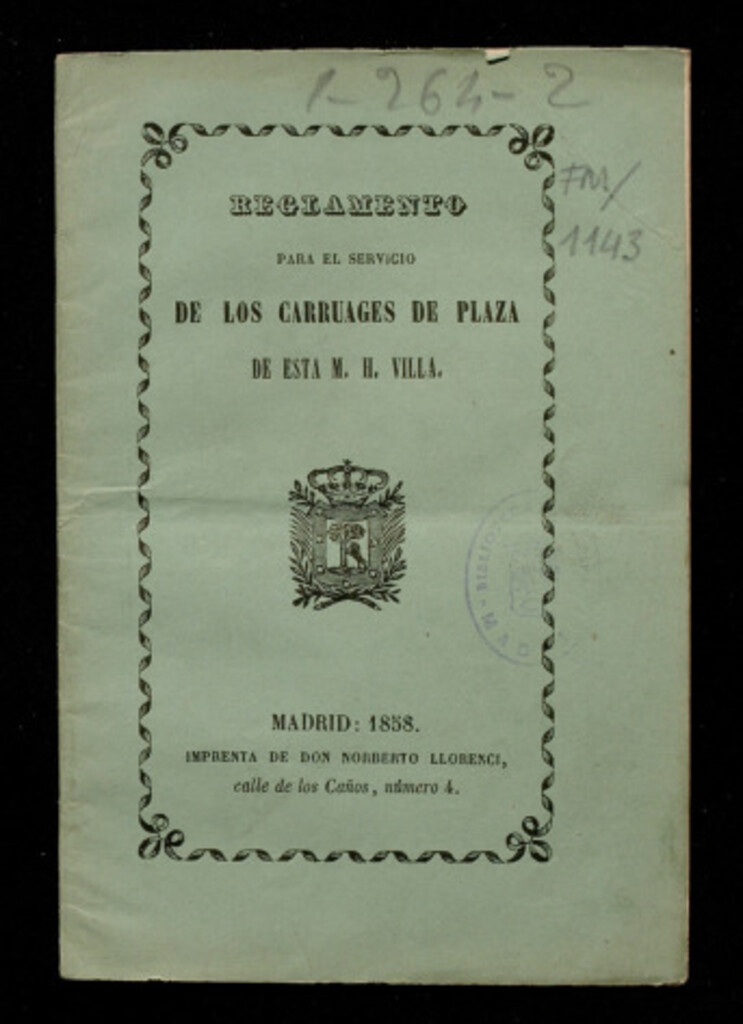 1-264-2
FM/
1143
REGLAMENTO
PARA EL SERVICIO
DE LOS CARRUAGES DE PLAZA
DE ESTA M. H. VILLA.
MADRID: 1858.
IMPRENTA DE DON NORBERTO LLORENCI,
calle de los Caños, número 4.